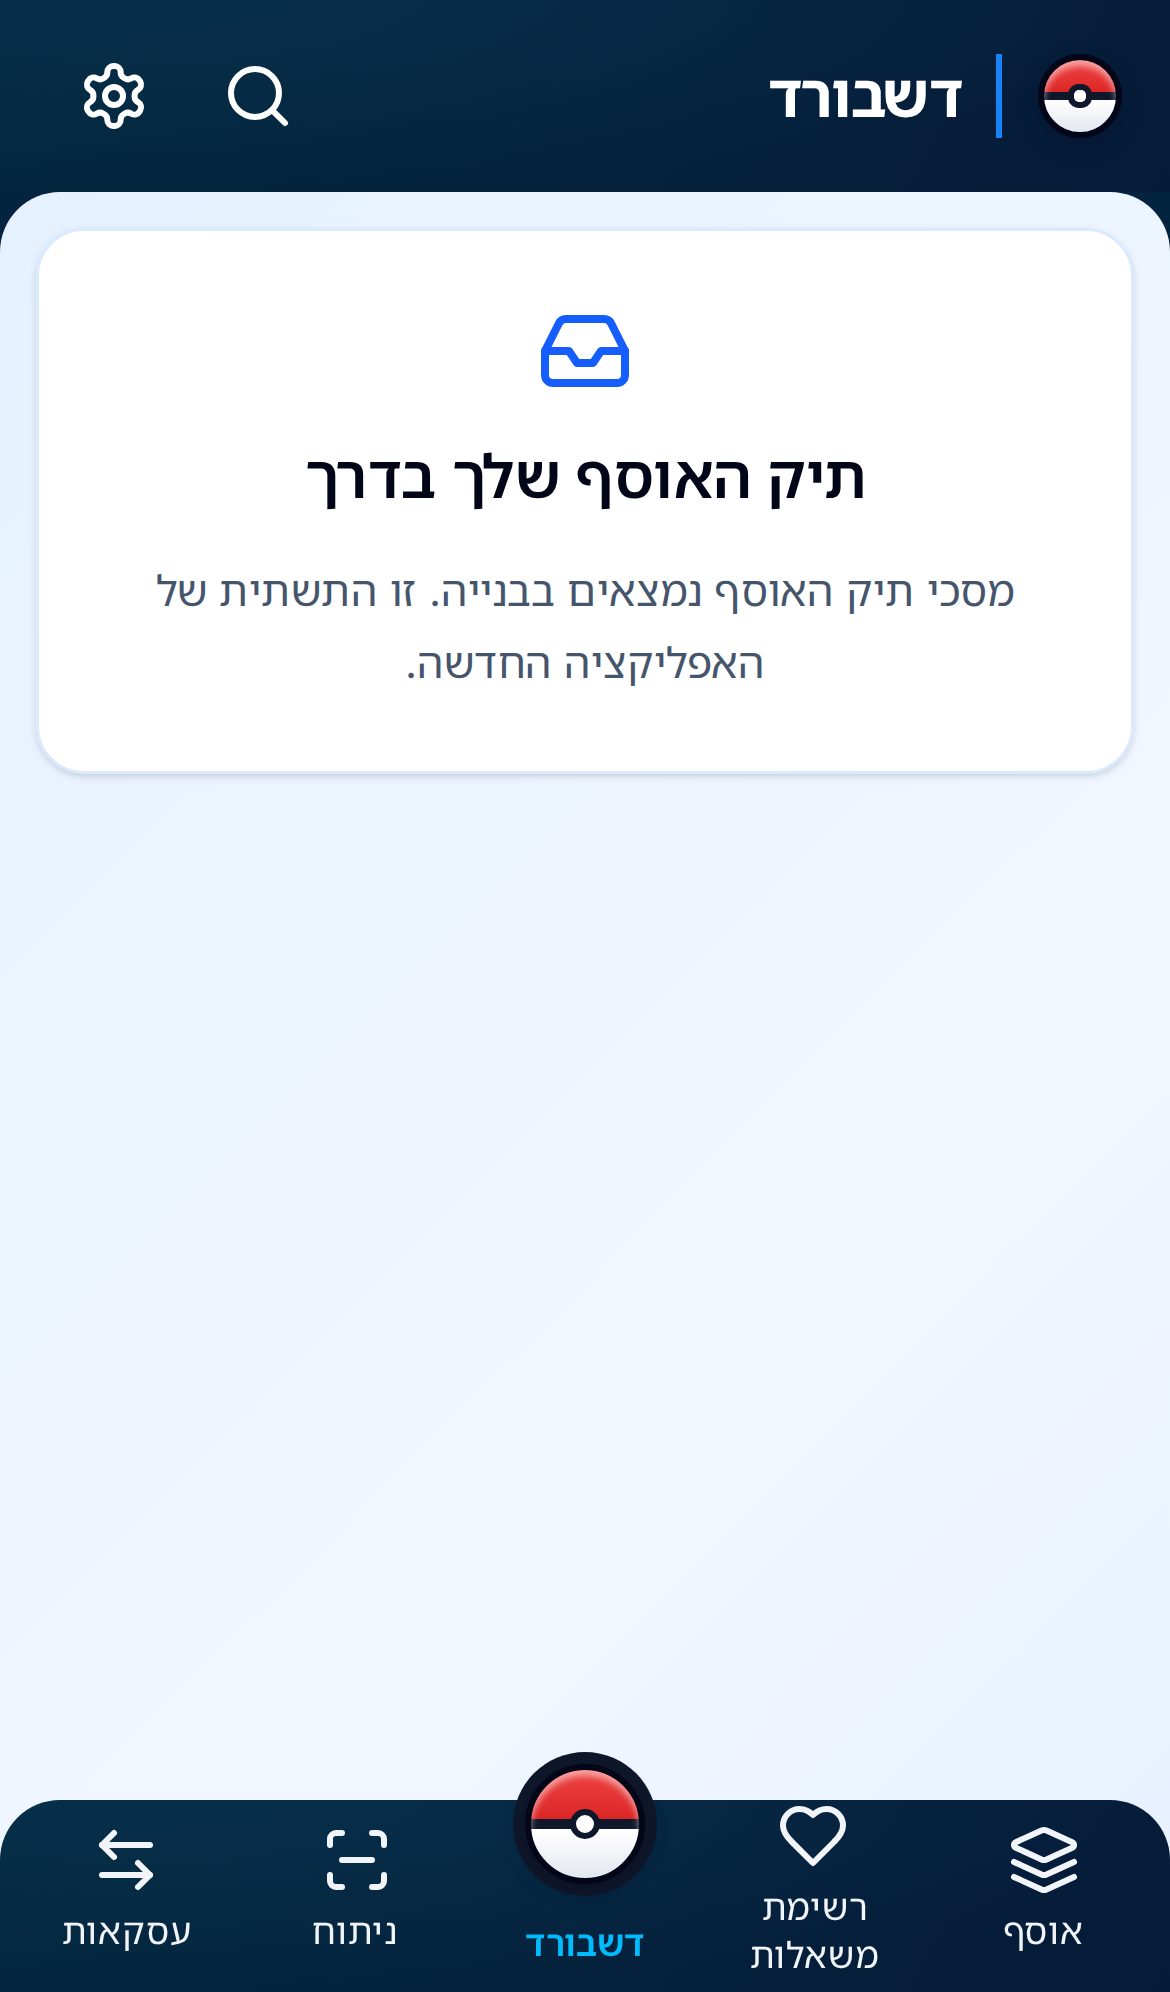 דשבורד
תיק האוסף שלך בדרך
מסכי תיק האוסף נמצאים בבנייה. זו התשתית של
האפליקציה החדשה.
אוסף
רשימת
משאלות
דשבורד
ניתוח
עסקאות